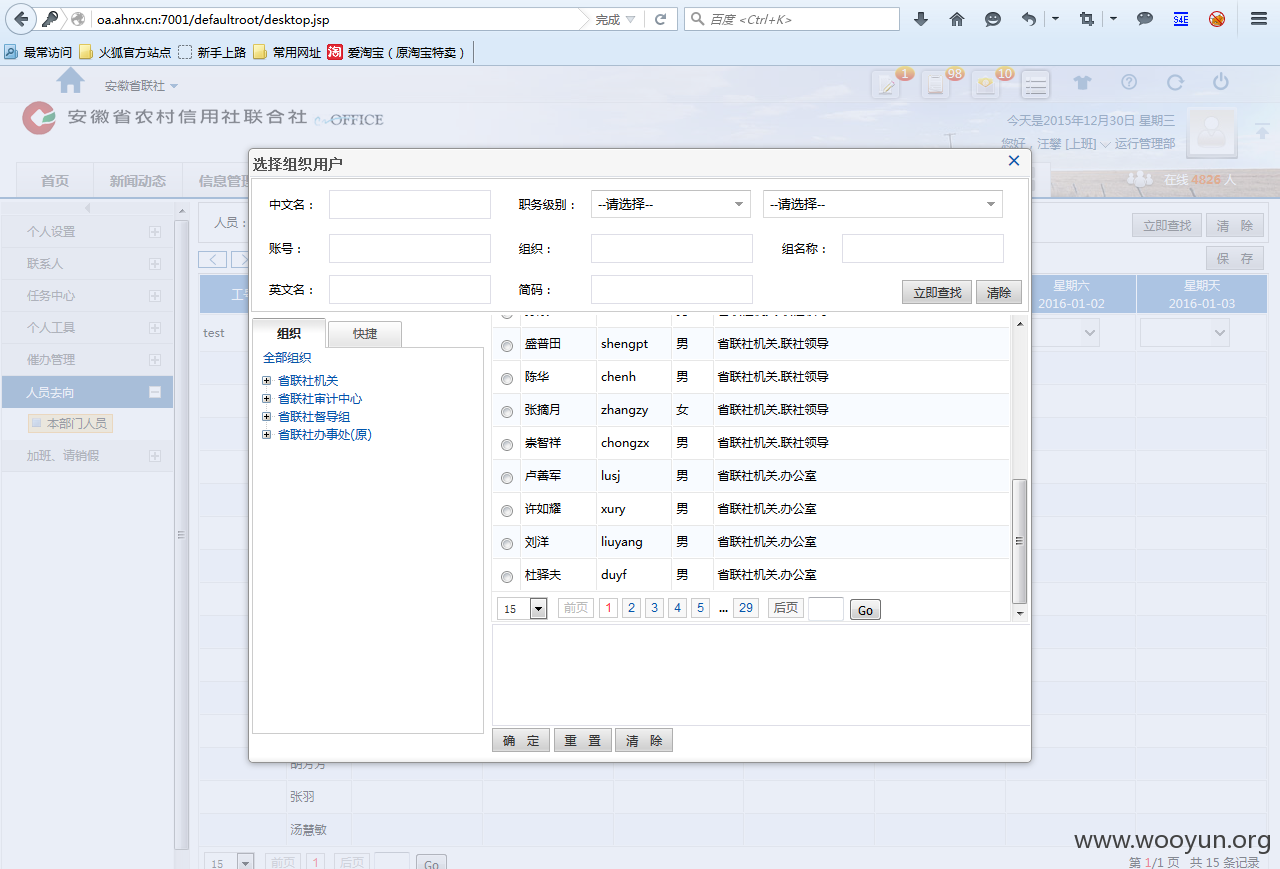 oa.ahnx.cn:7001/defaultroot/desktop.jsp 完成 百度 <Ctrl+K> S4E
最常访问 火狐官方站点 新手上路 常用网址 淘 爱淘宝（原淘宝特卖）
安徽省联社 1 98 10
安徽省农村信用社联合社 e-OFFICE
今天是2015年12月30日 星期三
您好，汪攀 [上班] 运行管理部
首页 新闻动态 信息管理 在线 4826 人
选择组织用户
中文名： 职务级别： --请选择-- --请选择--
账号： 组织： 组名称：
英文名： 简码： 立即查找 清除
个人设置
联系人
任务中心
个人工具
催办管理
人员去向
本部门人员
加班、请销假
人员： 立即查找 清 除
保 存
星期六 星期天
2016-01-02 2016-01-03
test
组织 快捷
全部组织
省联社机关
省联社审计中心
省联社督导组
省联社办事处(原)
盛普田 shengpt 男 省联社机关.联社领导
陈华 chenh 男 省联社机关.联社领导
张摘月 zhangzy 女 省联社机关.联社领导
崇智祥 chongzx 男 省联社机关.联社领导
卢善军 lusj 男 省联社机关.办公室
许如耀 xury 男 省联社机关.办公室
刘洋 liuyang 男 省联社机关.办公室
杜驿夫 duyf 男 省联社机关.办公室
15 前页 1 2 3 4 5 ... 29 后页 Go
确 定 重 置 清 除
张羽
汤慧敏
15 前页 1 后页 Go
第 1/1 页 共 15 条记录
www.wooyun.org